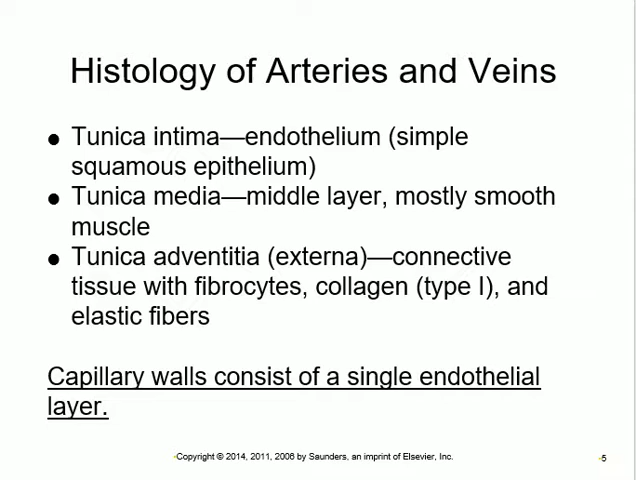 Histology of Arteries and Veins
● Tunica intima—endothelium (simple
squamous epithelium)
● Tunica media—middle layer, mostly smooth
muscle
● Tunica adventitia (externa)—connective
tissue with fibrocytes, collagen (type I), and
elastic fibers
Capillary walls consist of a single endothelial
layer.
•Copyright © 2014, 2011, 2006 by Saunders, an imprint of Elsevier, Inc.
•5